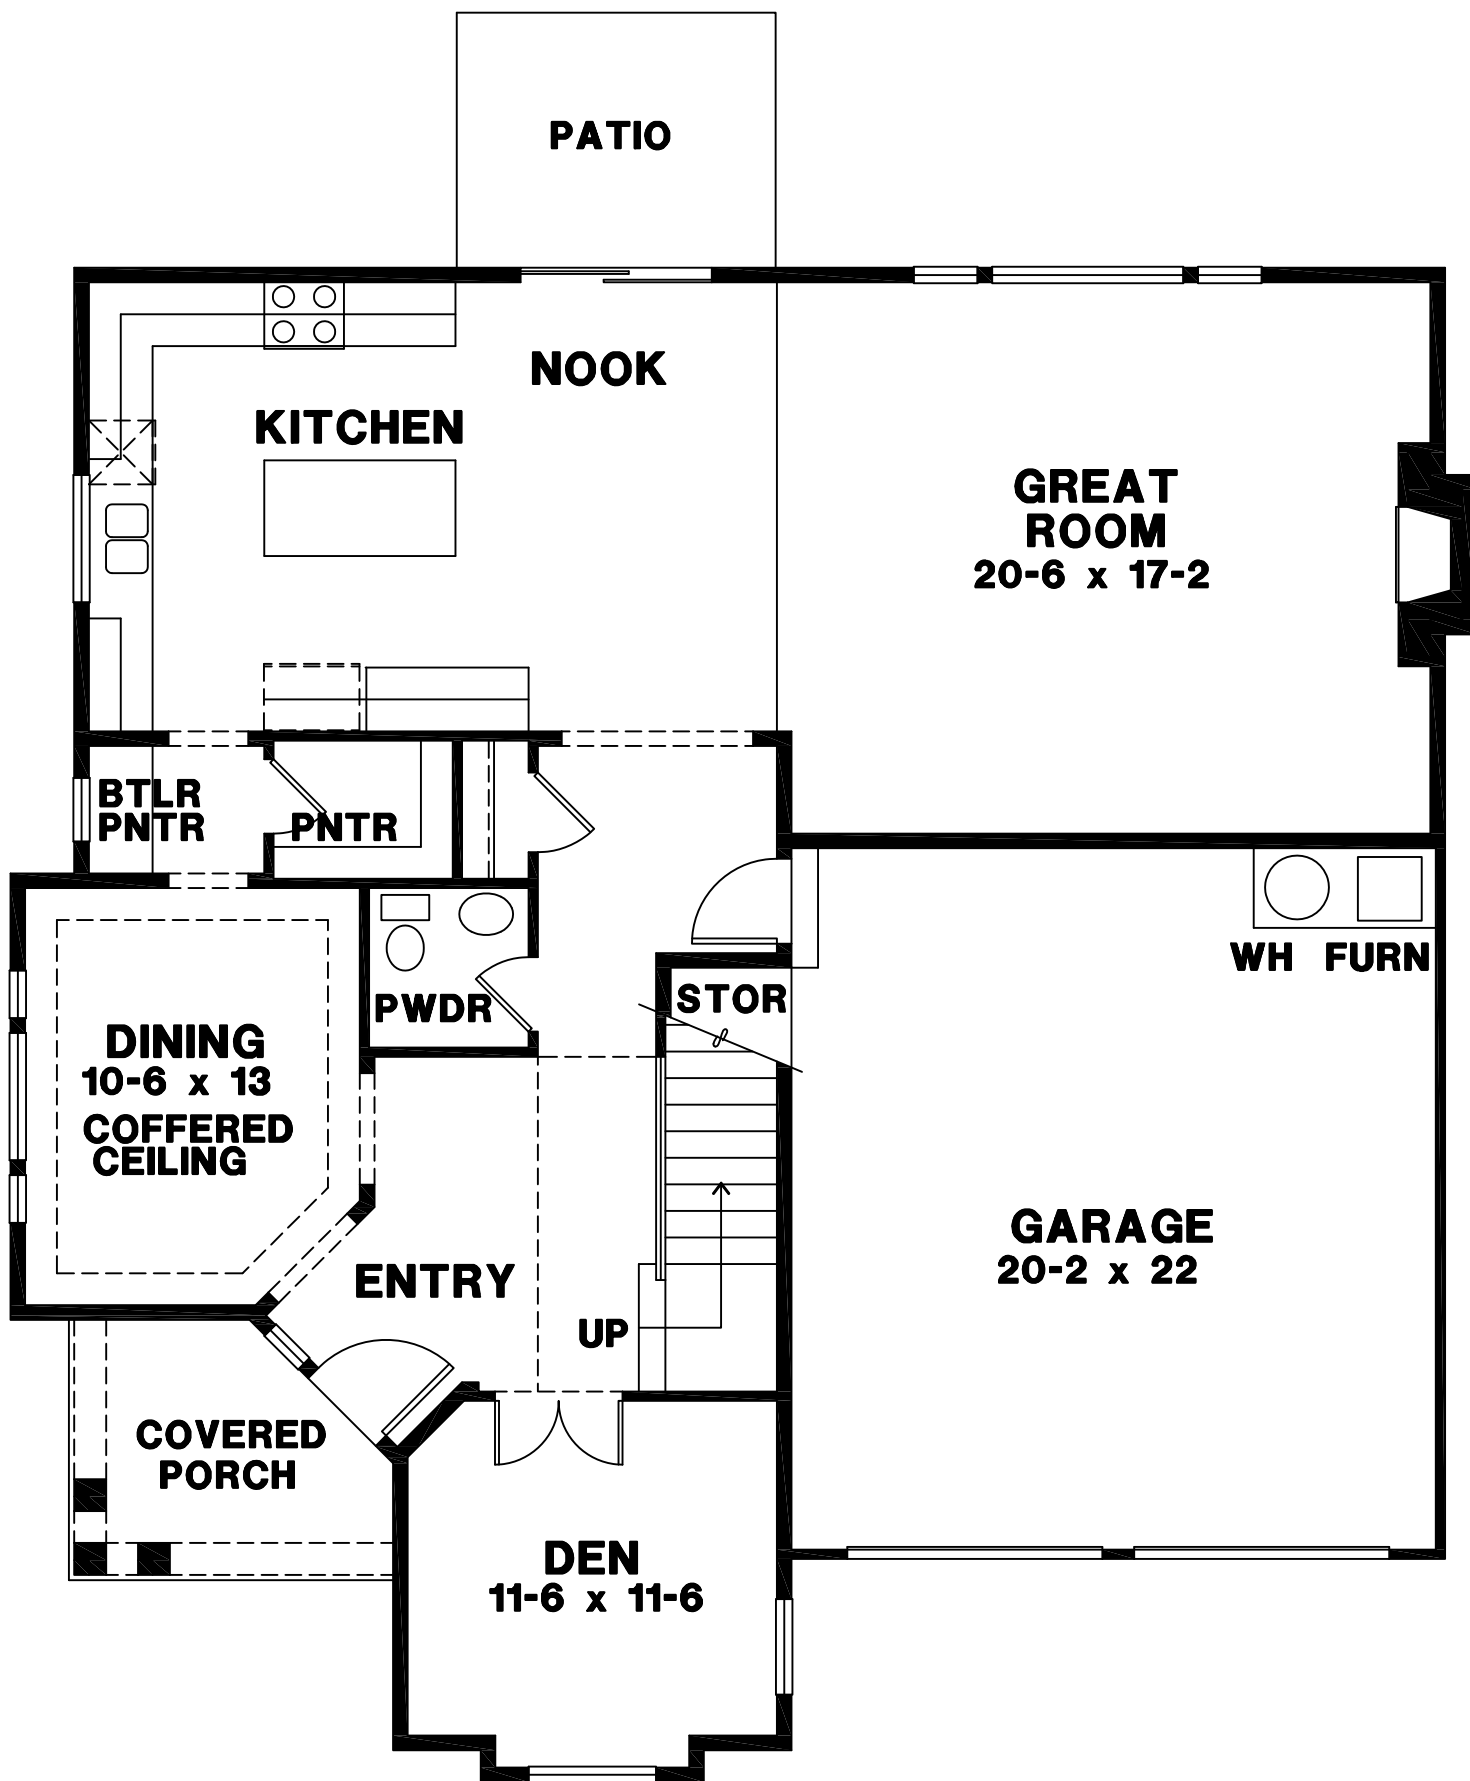 PATIO
NOOK
KITCHEN
GREAT
ROOM
20-6 x 17-2
BTLR
PNTR
PNTR
WH FURN
PWDR
STOR
DINING
10-6 x 13
COFFERED
CEILING
GARAGE
20-2 x 22
ENTRY
UP
COVERED
PORCH
DEN
11-6 x 11-6